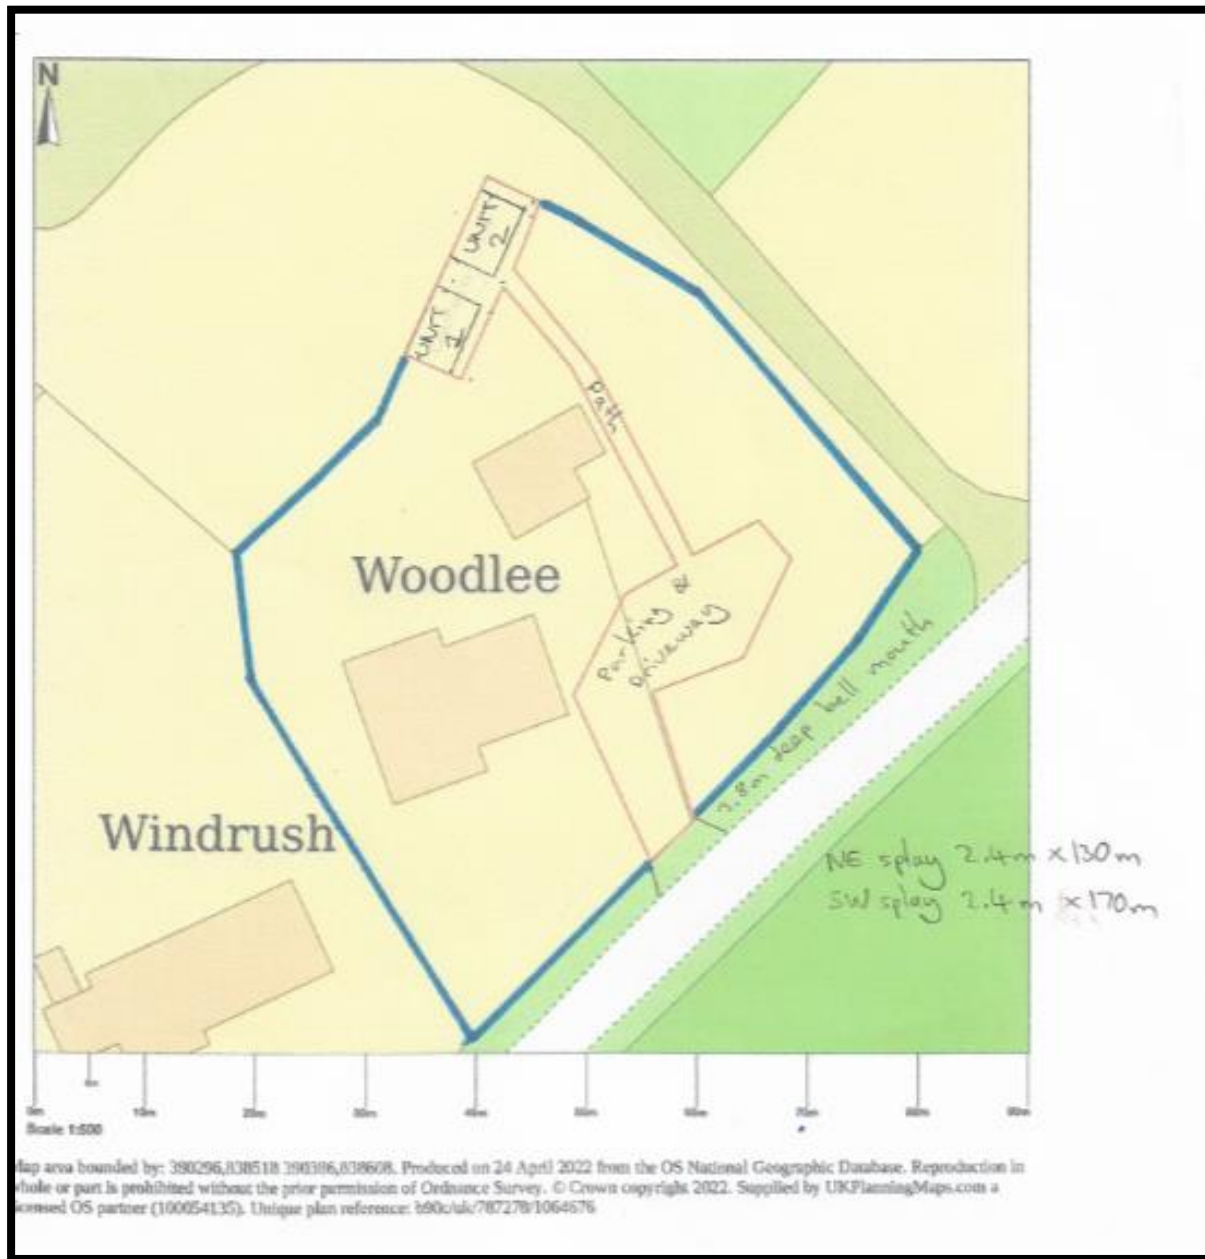 N
UNIT
2
UNIT
1
Path
Woodlee
Parking &
Driveway
deep bell mouth
Windrush
NE splay 2.4m x 130m
SW splay 2.4m x 170m
0m 10m 20m 30m 40m 50m 60m 70m 80m 90m
Scale 1:500
Map area bounded by: 390296,838518 390386,838608. Produced on 24 April 2022 from the OS National Geographic Database. Reproduction in
whole or part is prohibited without the prior permission of Ordnance Survey. © Crown copyright 2022. Supplied by UKPlanningMaps.com a
licensed OS partner (100054135). Unique plan reference: b90c/uk/787278/1064676